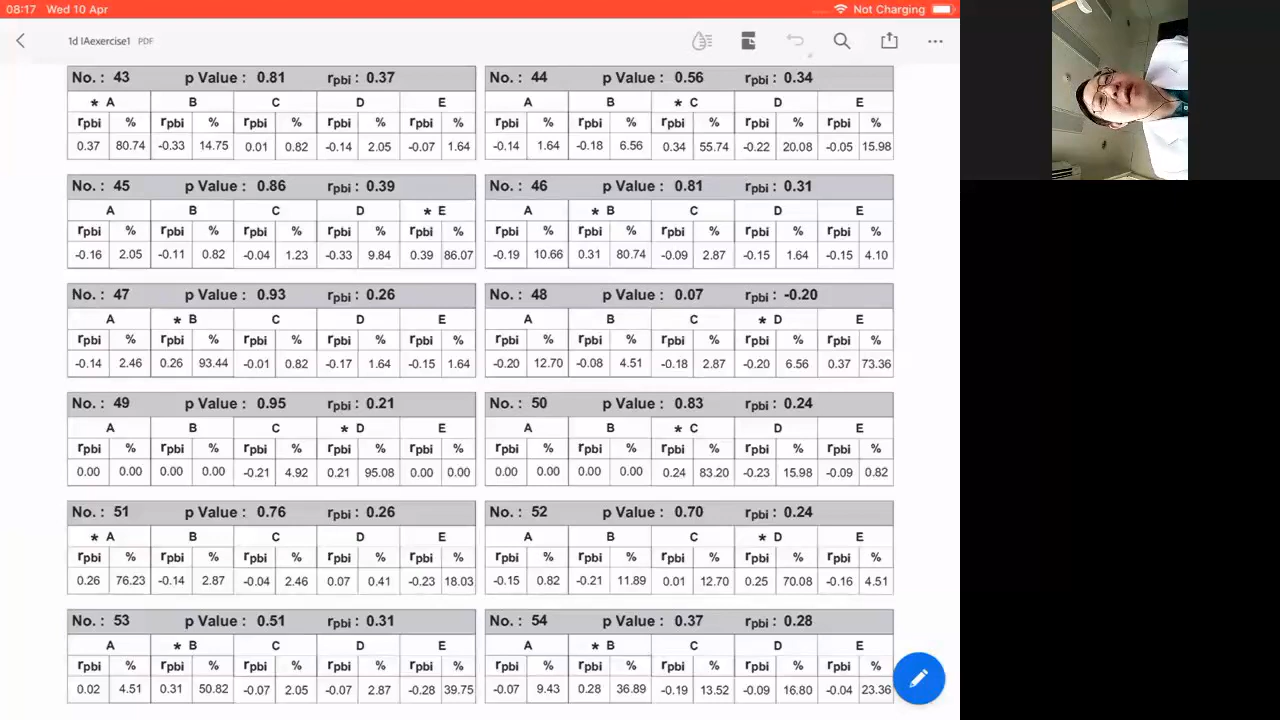 08:17 Wed 10 Apr Not Charging
1d IAexercise1 PDF
No. : 43 p Value : 0.81 rpbi : 0.37
* A B C D E
rpbi % rpbi % rpbi % rpbi % rpbi %
0.37 80.74 -0.33 14.75 0.01 0.82 -0.14 2.05 -0.07 1.64
No. : 44 p Value : 0.56 rpbi : 0.34
A B * C D E
rpbi % rpbi % rpbi % rpbi % rpbi %
-0.14 1.64 -0.18 6.56 0.34 55.74 -0.22 20.08 -0.05 15.98
No. : 45 p Value : 0.86 rpbi : 0.39
A B C D * E
rpbi % rpbi % rpbi % rpbi % rpbi %
-0.16 2.05 -0.11 0.82 -0.04 1.23 -0.33 9.84 0.39 86.07
No. : 46 p Value : 0.81 rpbi : 0.31
A * B C D E
rpbi % rpbi % rpbi % rpbi % rpbi %
-0.19 10.66 0.31 80.74 -0.09 2.87 -0.15 1.64 -0.15 4.10
No. : 47 p Value : 0.93 rpbi : 0.26
A * B C D E
rpbi % rpbi % rpbi % rpbi % rpbi %
-0.14 2.46 0.26 93.44 -0.01 0.82 -0.17 1.64 -0.15 1.64
No. : 48 p Value : 0.07 rpbi : -0.20
A B C * D E
rpbi % rpbi % rpbi % rpbi % rpbi %
-0.20 12.70 -0.08 4.51 -0.18 2.87 -0.20 6.56 0.37 73.36
No. : 49 p Value : 0.95 rpbi : 0.21
A B C * D E
rpbi % rpbi % rpbi % rpbi % rpbi %
0.00 0.00 0.00 0.00 -0.21 4.92 0.21 95.08 0.00 0.00
No. : 50 p Value : 0.83 rpbi : 0.24
A B * C D E
rpbi % rpbi % rpbi % rpbi % rpbi %
0.00 0.00 0.00 0.00 0.24 83.20 -0.23 15.98 -0.09 0.82
No. : 51 p Value : 0.76 rpbi : 0.26
* A B C D E
rpbi % rpbi % rpbi % rpbi % rpbi %
0.26 76.23 -0.14 2.87 -0.04 2.46 0.07 0.41 -0.23 18.03
No. : 52 p Value : 0.70 rpbi : 0.24
A B C * D E
rpbi % rpbi % rpbi % rpbi % rpbi %
-0.15 0.82 -0.21 11.89 0.01 12.70 0.25 70.08 -0.16 4.51
No. : 53 p Value : 0.51 rpbi : 0.31
A * B C D E
rpbi % rpbi % rpbi % rpbi % rpbi %
0.02 4.51 0.31 50.82 -0.07 2.05 -0.07 2.87 -0.28 39.75
No. : 54 p Value : 0.37 rpbi : 0.28
A * B C D E
rpbi % rpbi % rpbi % rpbi % rpbi %
-0.07 9.43 0.28 36.89 -0.19 13.52 -0.09 16.80 -0.04 23.36